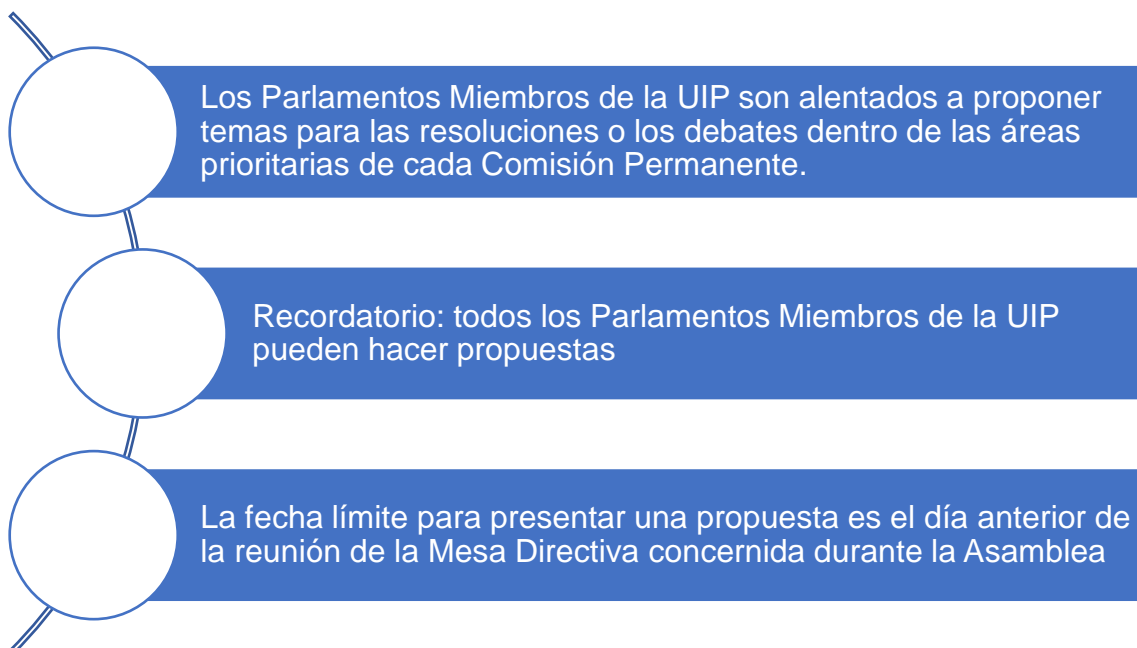 Los Parlamentos Miembros de la UIP son alentados a proponer
temas para las resoluciones o los debates dentro de las áreas
prioritarias de cada Comisión Permanente.
Recordatorio: todos los Parlamentos Miembros de la UIP
pueden hacer propuestas
La fecha límite para presentar una propuesta es el día anterior de
la reunión de la Mesa Directiva concernida durante la Asamblea